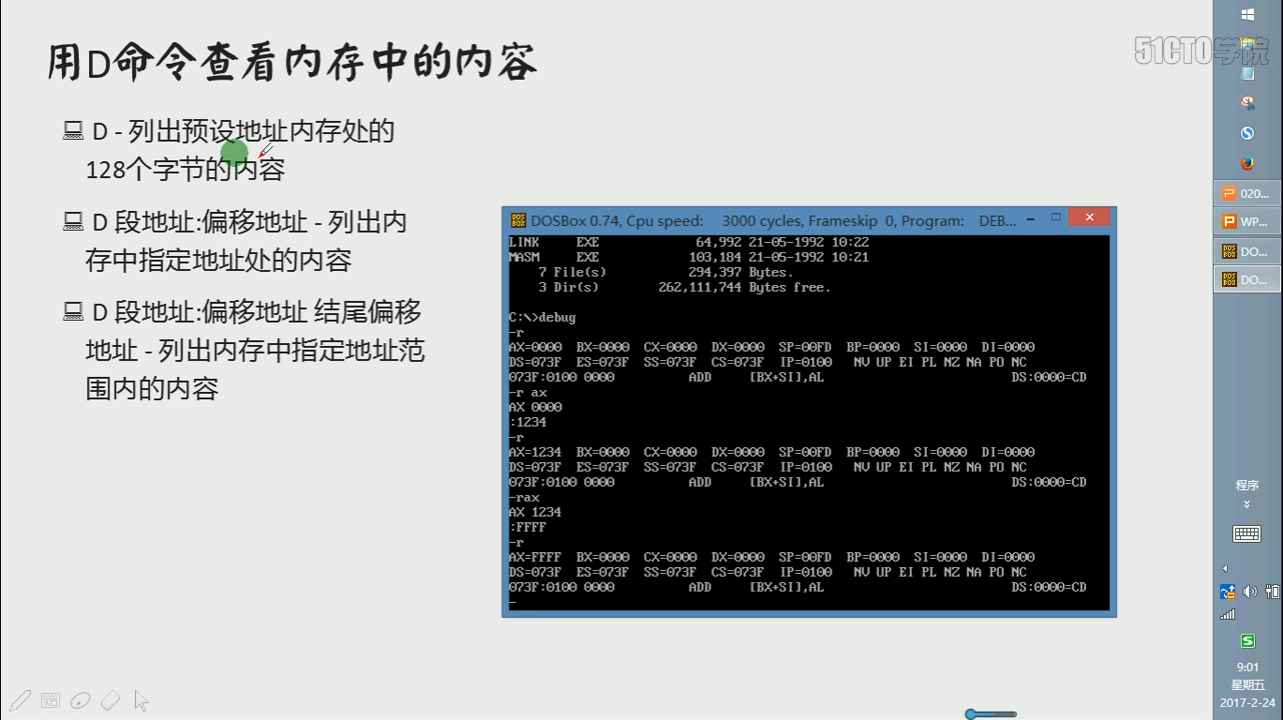 用D命令查看内存中的内容
51CTO学院
D - 列出预设地址内存处的
128个字节的内容
D 段地址:偏移地址 - 列出内
存中指定地址处的内容
D 段地址:偏移地址 结尾偏移
地址 - 列出内存中指定地址范
围内的内容
DOSBox 0.74, Cpu speed: 3000 cycles, Frameskip 0, Program: DEB...
LINK EXE 64,992 21-05-1992 10:22
MASM EXE 103,184 21-05-1992 10:21
7 File(s) 294,397 Bytes.
3 Dir(s) 262,111,744 Bytes free.
C:\>debug
-r
AX=0000 BX=0000 CX=0000 DX=0000 SP=00FD BP=0000 SI=0000 DI=0000
DS=073F ES=073F SS=073F CS=073F IP=0100 NV UP EI PL NZ NA PO NC
073F:0100 0000 ADD [BX+SI],AL DS:0000=CD
-r ax
AX 0000
:1234
-r
AX=1234 BX=0000 CX=0000 DX=0000 SP=00FD BP=0000 SI=0000 DI=0000
DS=073F ES=073F SS=073F CS=073F IP=0100 NV UP EI PL NZ NA PO NC
073F:0100 0000 ADD [BX+SI],AL DS:0000=CD
-rax
AX 1234
:FFFF
-r
AX=FFFF BX=0000 CX=0000 DX=0000 SP=00FD BP=0000 SI=0000 DI=0000
DS=073F ES=073F SS=073F CS=073F IP=0100 NV UP EI PL NZ NA PO NC
073F:0100 0000 ADD [BX+SI],AL DS:0000=CD
-
020...
WP...
DO...
DO...
程序
9:01
星期五
2017-2-24